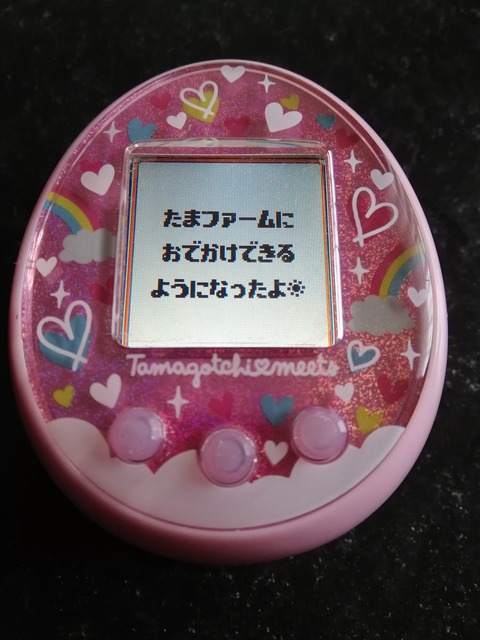 たまファームに
おでかけできる
ようになったよ☀
Tamagotchi♥meets